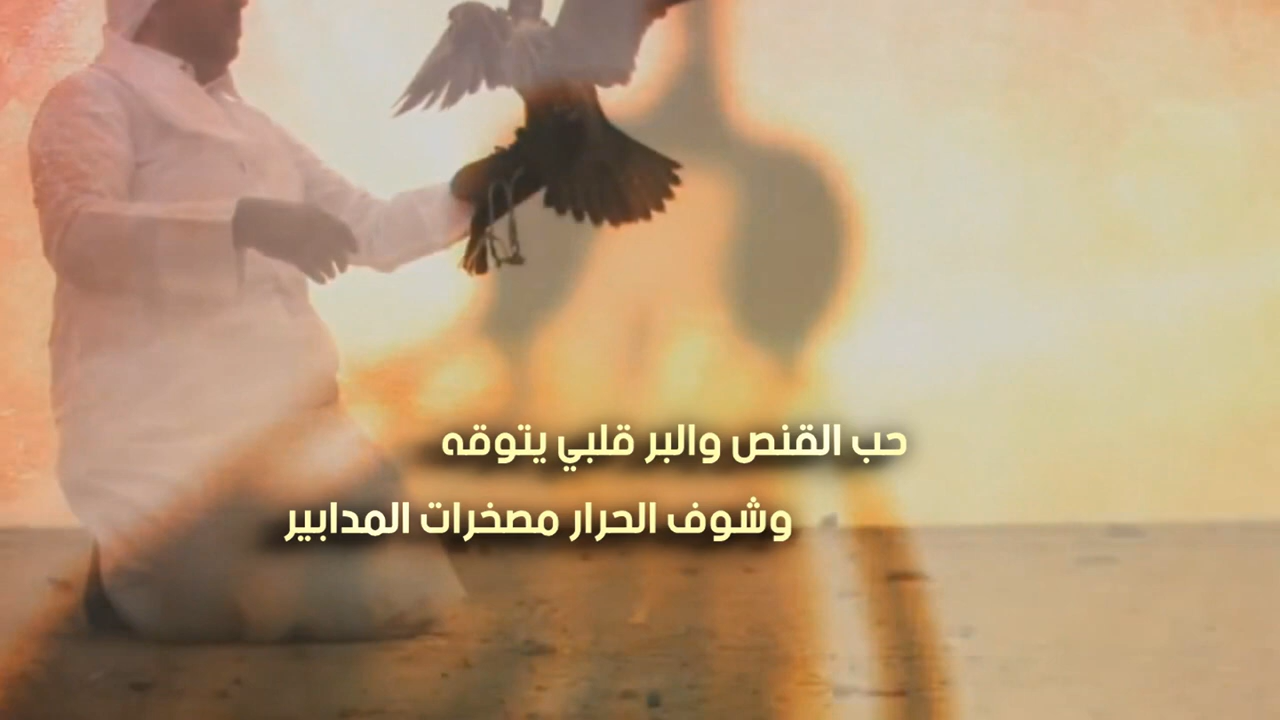 حب القنص والبر قلبي يتوقه
وشوف الحرار مصخرات المدابير